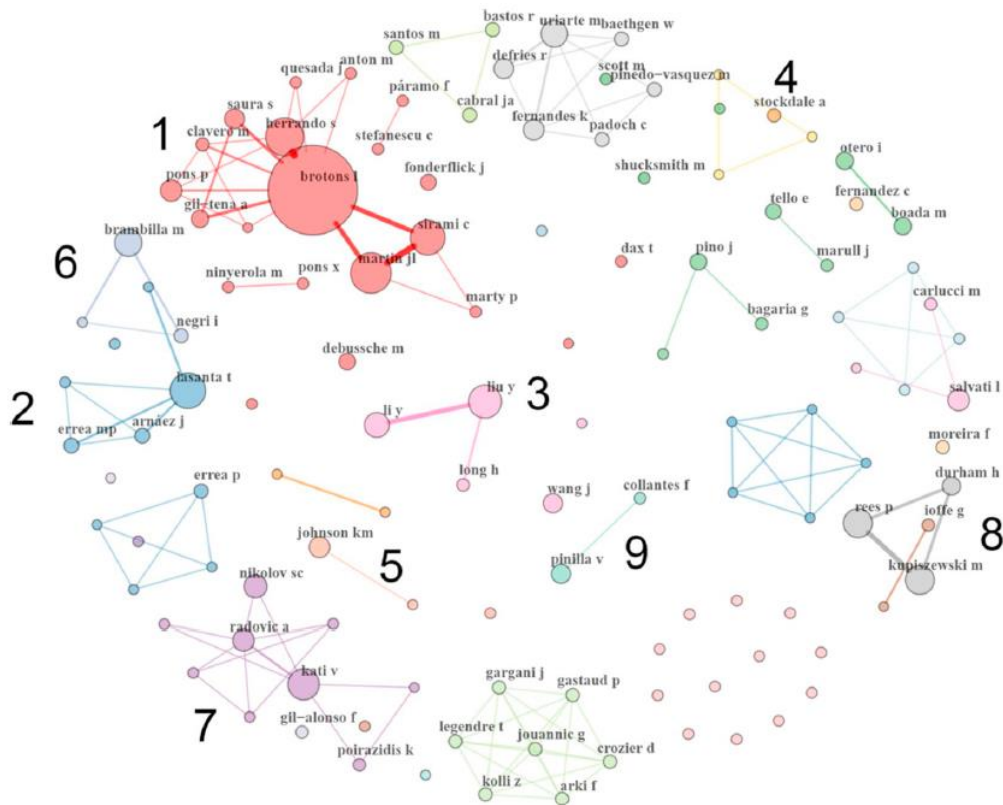 bastos r
santos m
uriarte m
baethgen w
anton m
quesada j
defries r
scott m
pinedo-vasquez m
4
páramo f
saura s
cabral ja
stockdale a
1
clavero m
herrando s
fernandes k
padoch c
stefanescu c
otero i
pons p
brotons l
fonderflick j
shucksmith m
fernandez c
tello e
gil-tena a
boada m
brambilla m
sirami c
6
martin jl
dax t
pino j
marull j
ninyerola m
pons x
carlucci m
marty p
bagaria g
negri i
debussche m
lasanta t
salvati l
2
liu y
3
li y
errea mp
arnáez j
moreira f
long h
durham h
errea p
wang j
collantes f
rees p
ioffe g
8
johnson km
5
9
pinilla v
kupiszewski m
nikolov sc
radovic a
kati v
gargani j
gastaud p
7
gil-alonso f
legendre t
jouannic g
crozier d
poirazidis k
kolli z
arki f